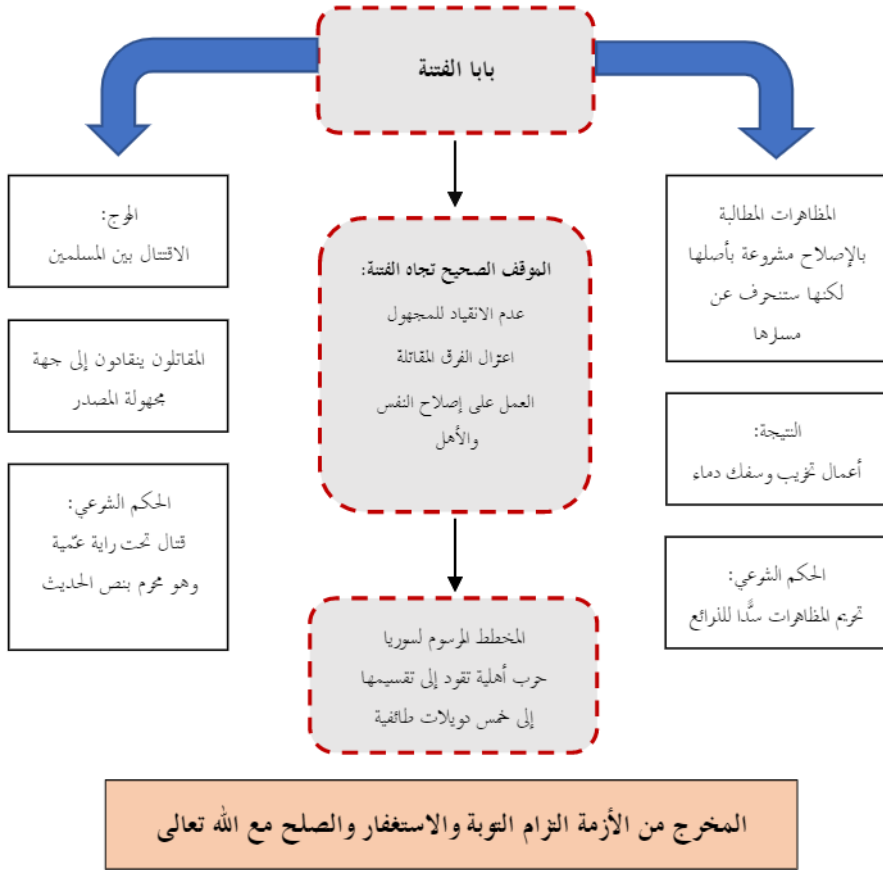 بابا الفتنة
المظاهرات المطالبة
بالإصلاح مشروعة بأصلها
لكنها ستنحرف عن
مسارها
النتيجة:
أعمال تخريب وسفك دماء
الحكم الشرعي:
تحريم المظاهرات سدًّا للذرائع
الموقف الصحيح تجاه الفتنة:
عدم الانقياد للمجهول
اعتزال الفرق المقاتلة
العمل على إصلاح النفس
والأهل
المخطط المرسوم لسوريا
حرب أهلية تقود إلى تقسيمها
إلى خمس دويلات طائفية
الهرج:
الاقتتال بين المسلمين
المقاتلون ينقادون إلى جهة
مجهولة المصدر
الحكم الشرعي:
قتال تحت راية عمّية
وهو محرم بنص الحديث
المخرج من الأزمة التزام التوبة والاستغفار والصلح مع الله تعالى